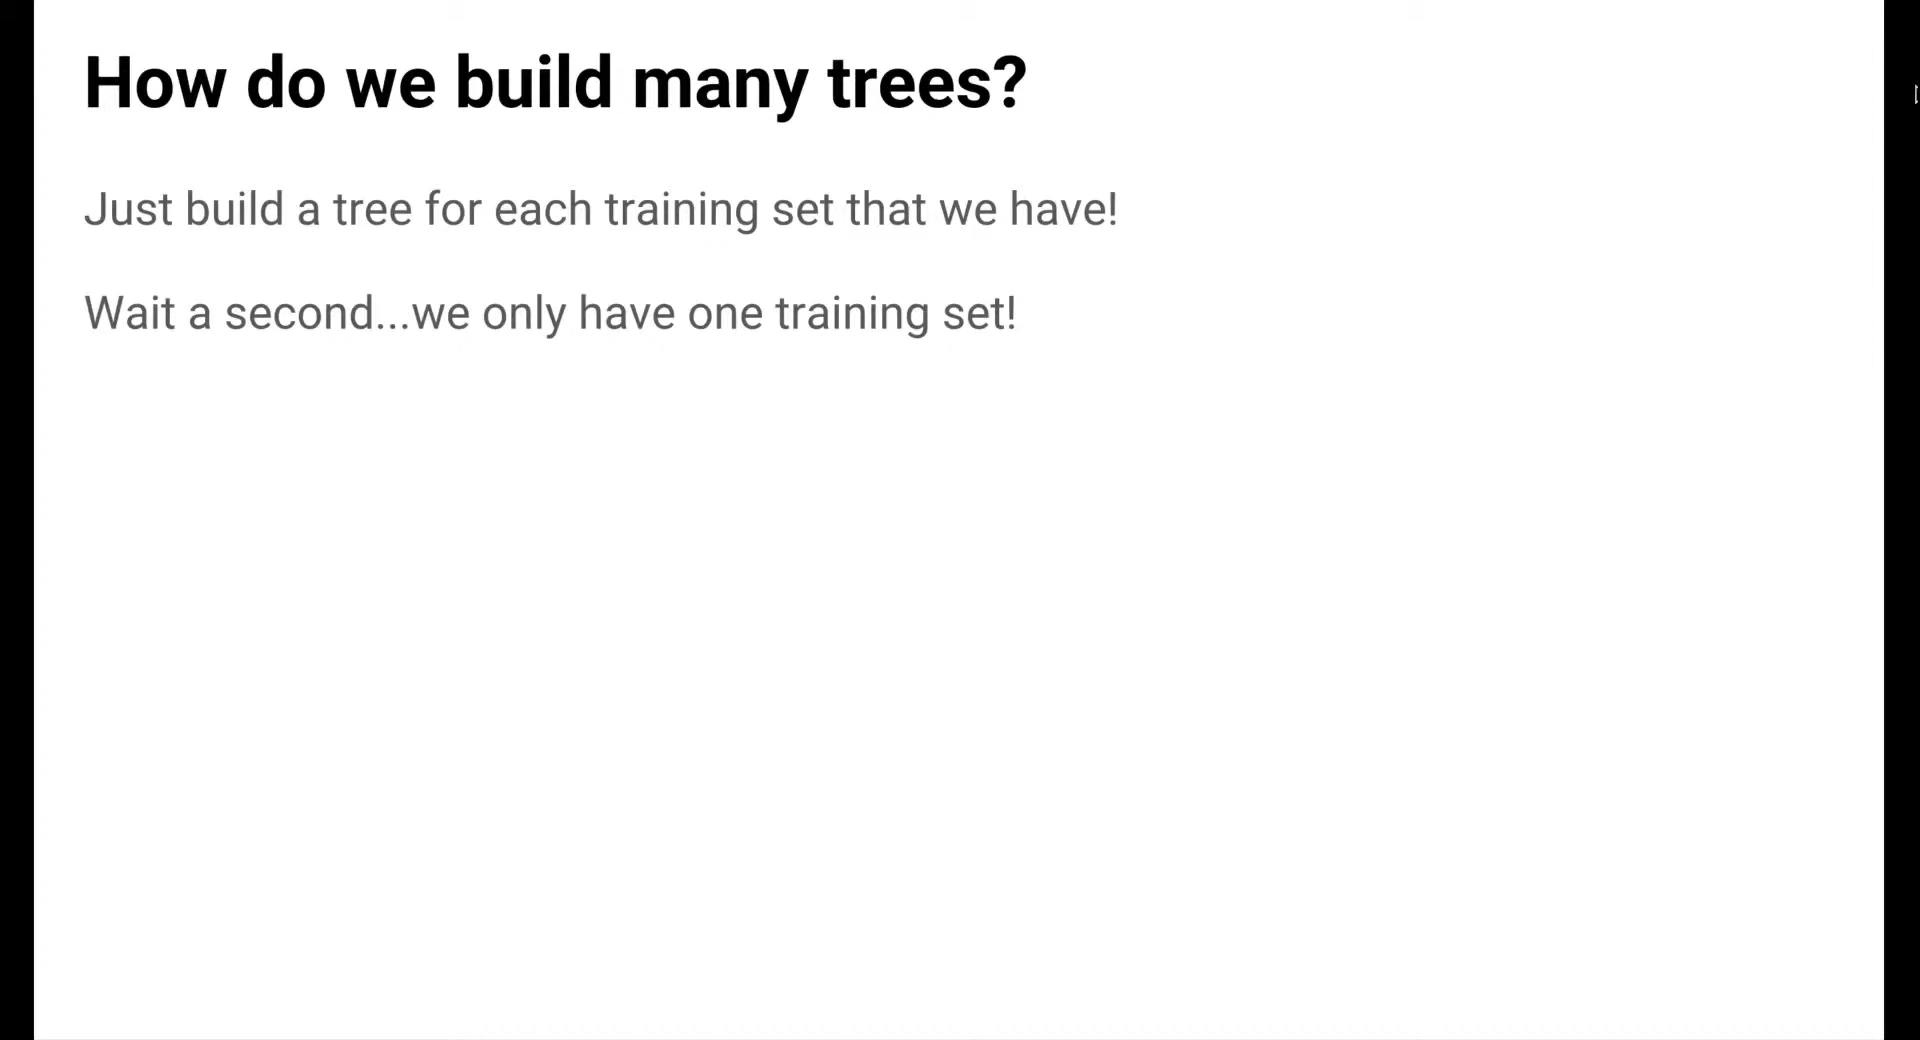 How do we build many trees?
Just build a tree for each training set that we have!
Wait a second...we only have one training set!